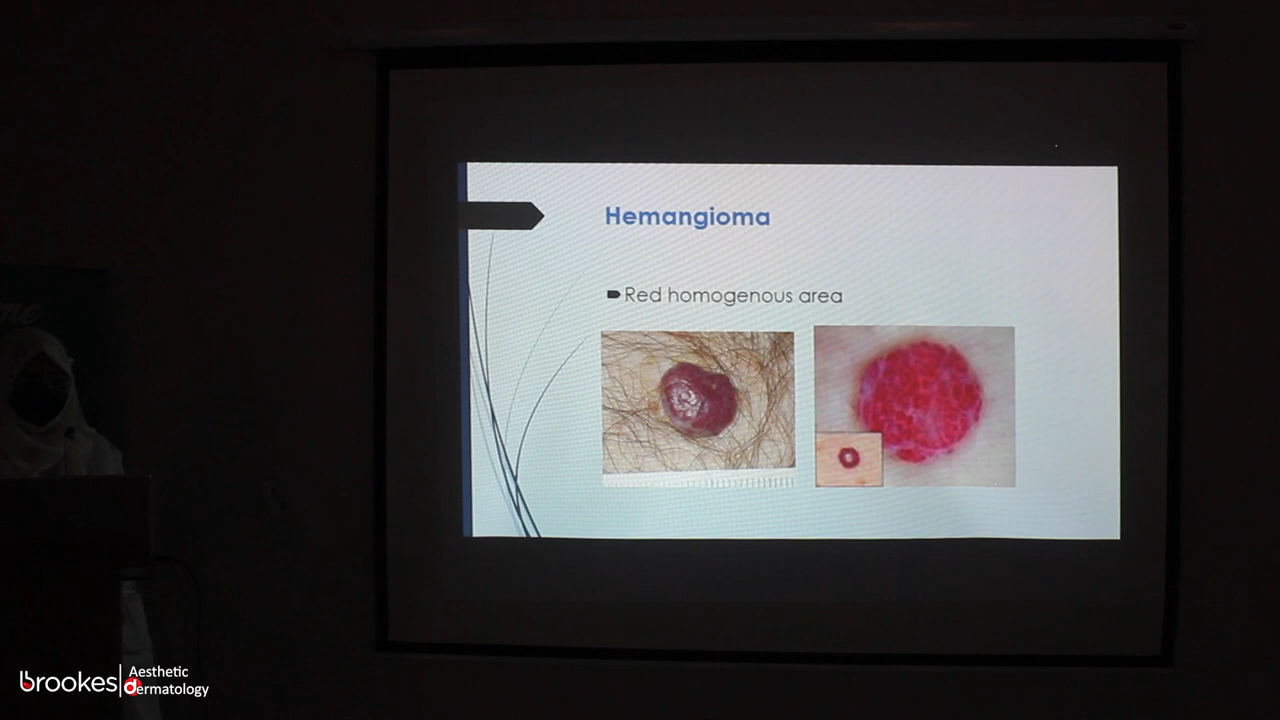 Hemangioma
Red homogenous area
brookes
Aesthetic
dermatology